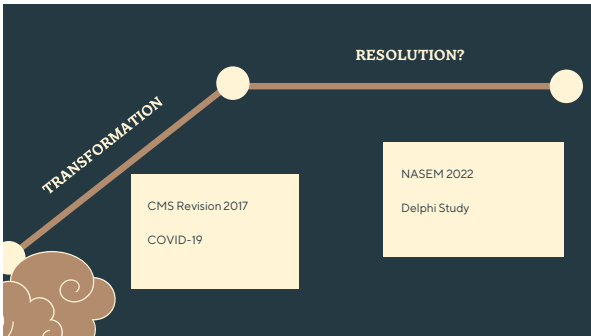 RESOLUTION?
TRANSFORMATION
CMS Revision 2017
COVID-19
NASEM 2022
Delphi Study